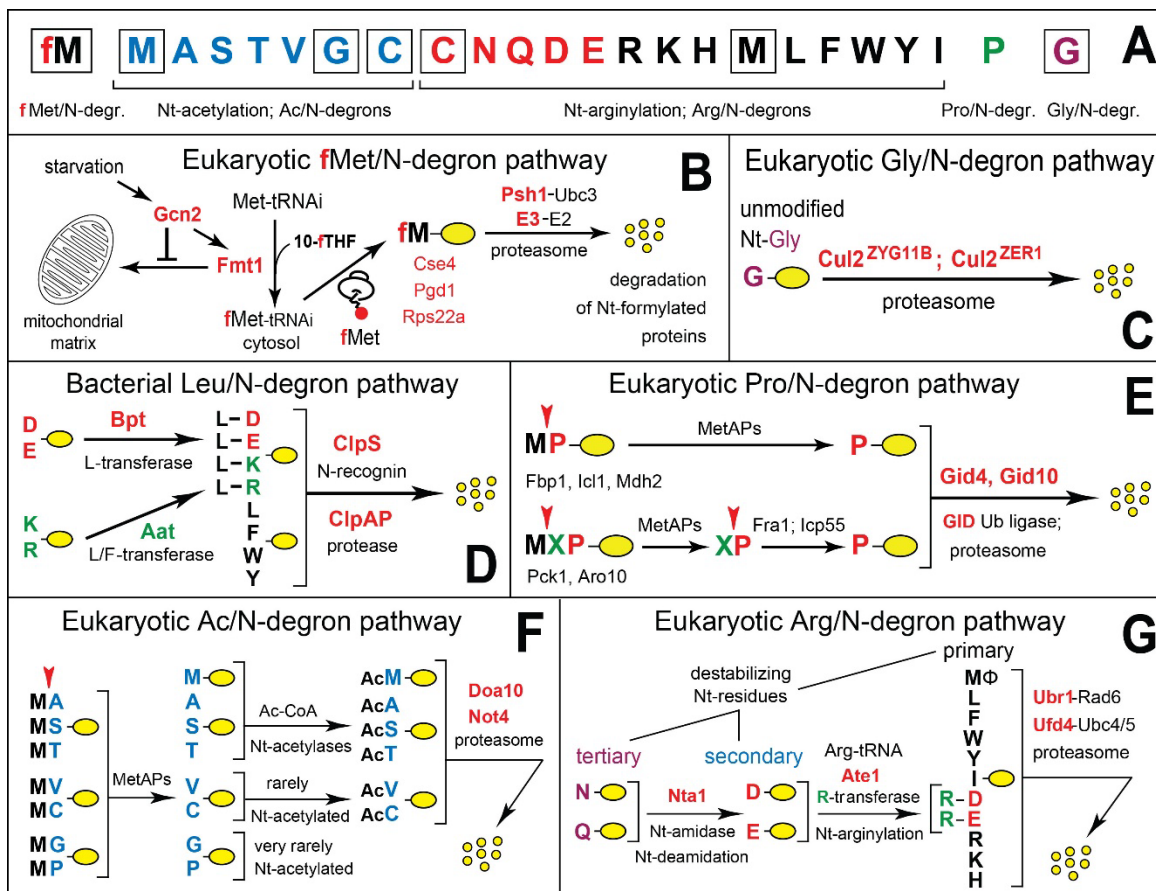 fM M A S T V G C C N Q D E R K H M L F W Y I P G A
fMet/N-degr. Nt-acetylation; Ac/N-degrons Nt-arginylation; Arg/N-degrons Pro/N-degr. Gly/N-degr.
Eukaryotic fMet/N-degron pathway
B
starvation
Gcn2
Fmt1
mitochondrial
matrix
Met-tRNAi
10-fTHF
fMet-tRNAi
cytosol
fMet
fM
Cse4
Pgd1
Rps22a
Psh1-Ubc3
E3-E2
proteasome
degradation
of Nt-formylated
proteins
Eukaryotic Gly/N-degron pathway
unmodified
Nt-Gly
G
Cul2ZYG11B; Cul2ZER1
proteasome
C
Bacterial Leu/N-degron pathway
D
E
Bpt
L-transferase
K
R
Aat
L/F-transferase
L-D
L-E
L-K
L-R
L
F
W
Y
ClpS
N-recognin
ClpAP
protease
D
Eukaryotic Pro/N-degron pathway
E
MP
MetAPs
P
Fbp1, Icl1, Mdh2
MXP
MetAPs
XP
Fra1; Icp55
P
Pck1, Aro10
Gid4, Gid10
GID Ub ligase;
proteasome
Eukaryotic Ac/N-degron pathway
F
MA
MS
MT
MV
MC
MG
MP
MetAPs
M
A
S
T
V
C
G
P
Ac-CoA
Nt-acetylases
rarely
Nt-acetylated
very rarely
Nt-acetylated
AcM
AcA
AcS
AcT
AcV
AcC
Doa10
Not4
proteasome
Eukaryotic Arg/N-degron pathway
G
primary
destabilizing
Nt-residues
tertiary
secondary
N
Q
Nta1
Nt-amidase
Nt-deamidation
D
E
Arg-tRNA
Ate1
R-transferase
Nt-arginylation
MΦ
L
F
W
Y
I
R-D
R-E
R
K
H
Ubr1-Rad6
Ufd4-Ubc4/5
proteasome